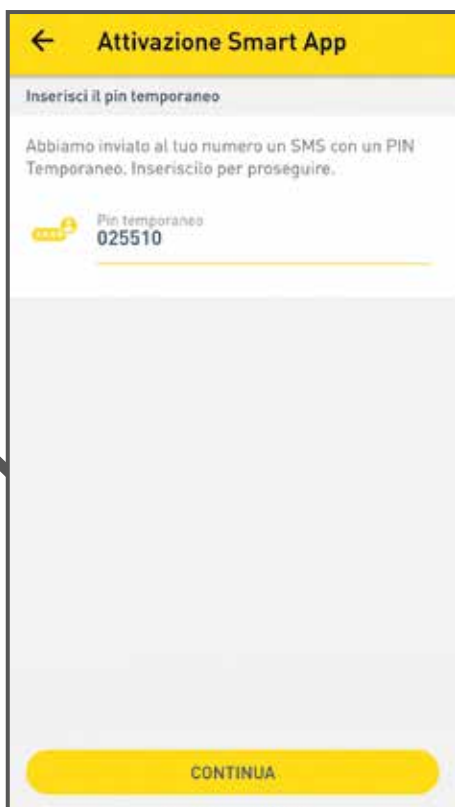 Attivazione Smart App
Inserisci il pin temporaneo
Abbiamo inviato al tuo numero un SMS con un PIN
Temporaneo. Inseriscilo per proseguire.
Pin temporaneo
025510
CONTINUA